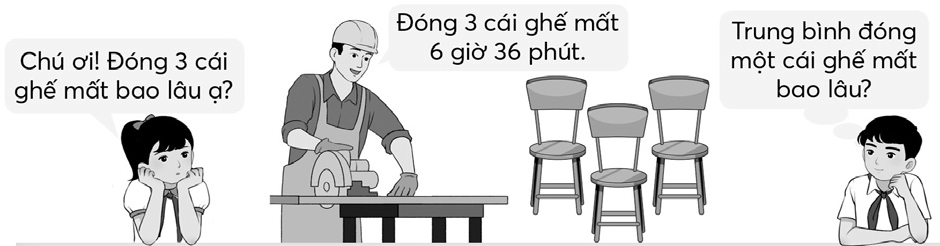 Chú ơi! Đóng 3 cái
ghế mất bao lâu ạ?
Đóng 3 cái ghế mất
6 giờ 36 phút.
Trung bình đóng
một cái ghế mất
bao lâu?